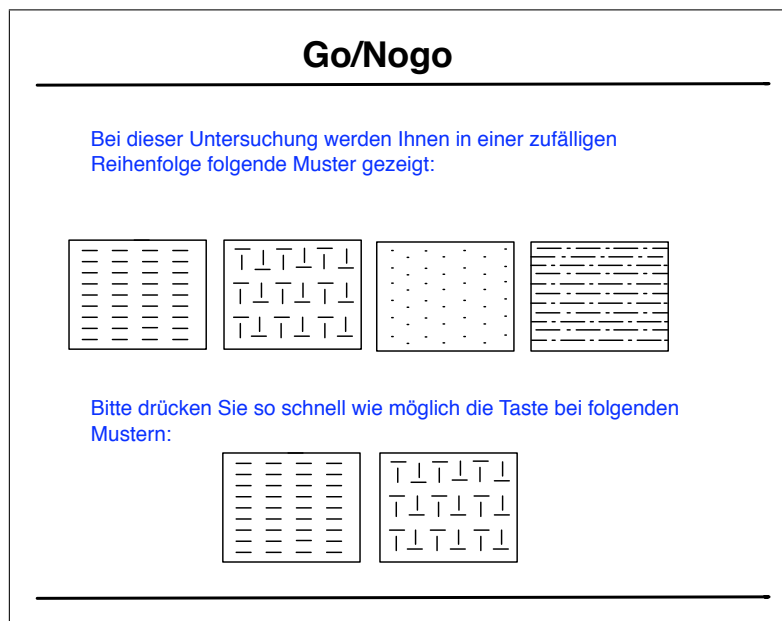 Go/Nogo
Bei dieser Untersuchung werden Ihnen in einer zufälligen
Reihenfolge folgende Muster gezeigt:
Bitte drücken Sie so schnell wie möglich die Taste bei folgenden
Mustern: